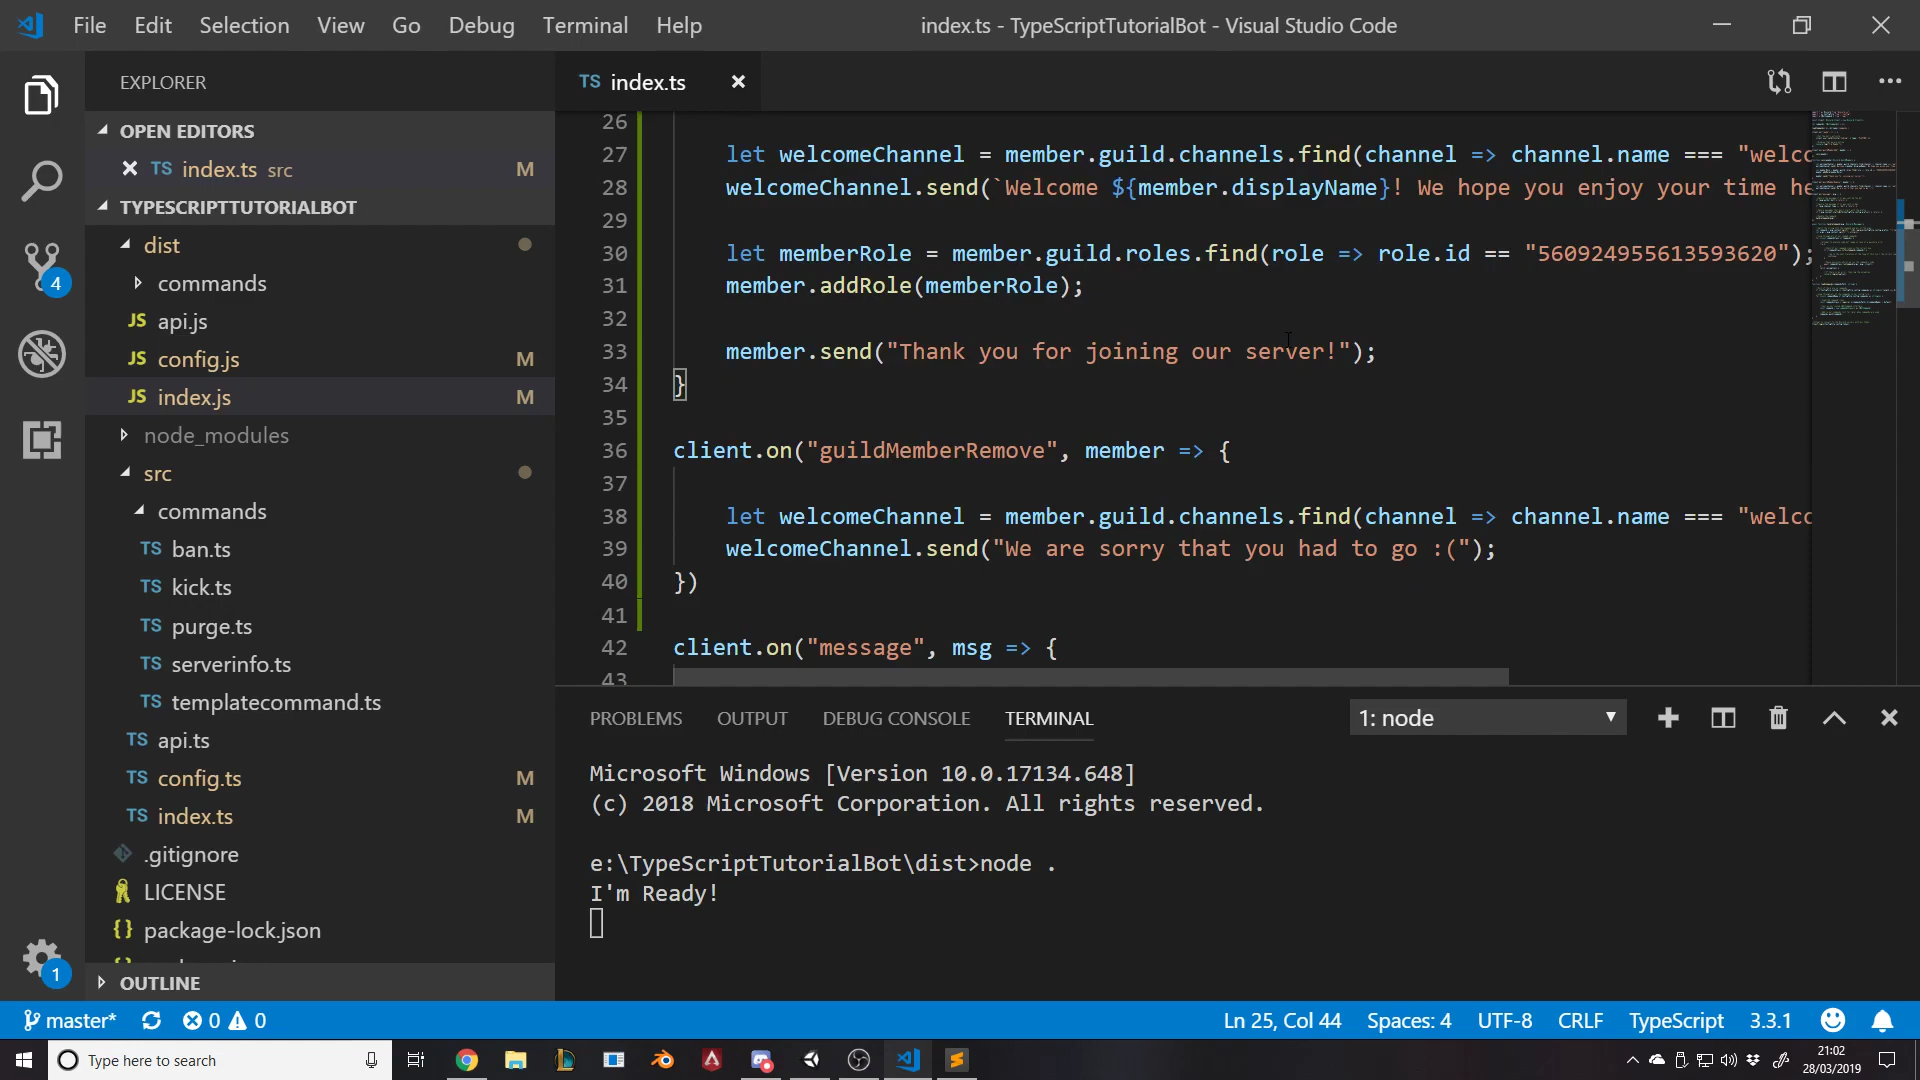 File Edit Selection View Go Debug Terminal Help
index.ts - TypeScriptTutorialBot - Visual Studio Code
EXPLORER
OPEN EDITORS
TS index.ts src M
TYPESCRIPTTUTORIALBOT
dist
commands
JS api.js
JS config.js M
JS index.js M
node_modules
src
commands
TS ban.ts
TS kick.ts
TS purge.ts
TS serverinfo.ts
TS templatecommand.ts
TS api.ts
TS config.ts M
TS index.ts M
.gitignore
LICENSE
{} package-lock.json
OUTLINE
4
1
TS index.ts
26
27 let welcomeChannel = member.guild.channels.find(channel => channel.name === "welc
28 welcomeChannel.send(`Welcome ${member.displayName}! We hope you enjoy your time he
29
30 let memberRole = member.guild.roles.find(role => role.id == "560924955613593620");
31 member.addRole(memberRole);
32
33 member.send("Thank you for joining our server!");
34 }
35
36 client.on("guildMemberRemove", member => {
37
38 let welcomeChannel = member.guild.channels.find(channel => channel.name === "welc
39 welcomeChannel.send("We are sorry that you had to go :(");
40 })
41
42 client.on("message", msg => {
43
PROBLEMS OUTPUT DEBUG CONSOLE TERMINAL
1: node
Microsoft Windows [Version 10.0.17134.648]
(c) 2018 Microsoft Corporation. All rights reserved.
e:\TypeScriptTutorialBot\dist>node .
I'm Ready!
master* 0 0
Ln 25, Col 44 Spaces: 4 UTF-8 CRLF TypeScript 3.3.1
Type here to search
21:02
28/03/2019